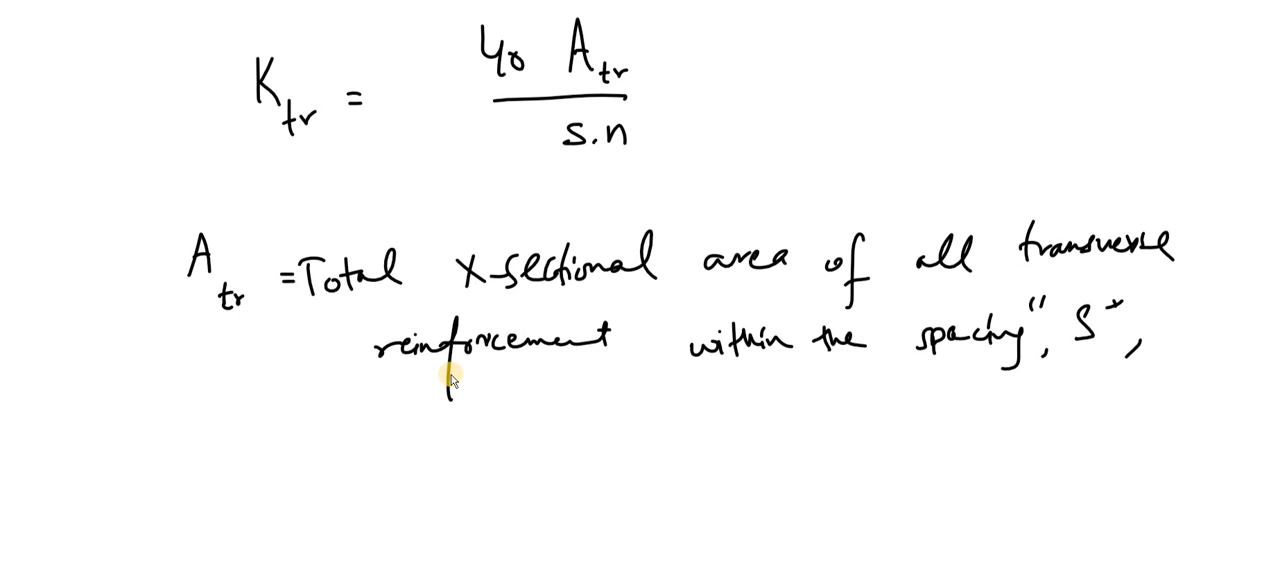 K_tr = 40 A_tr / s.n
A_tr = Total x-sectional area of all transverse
reinforcement within the spacing, "S",